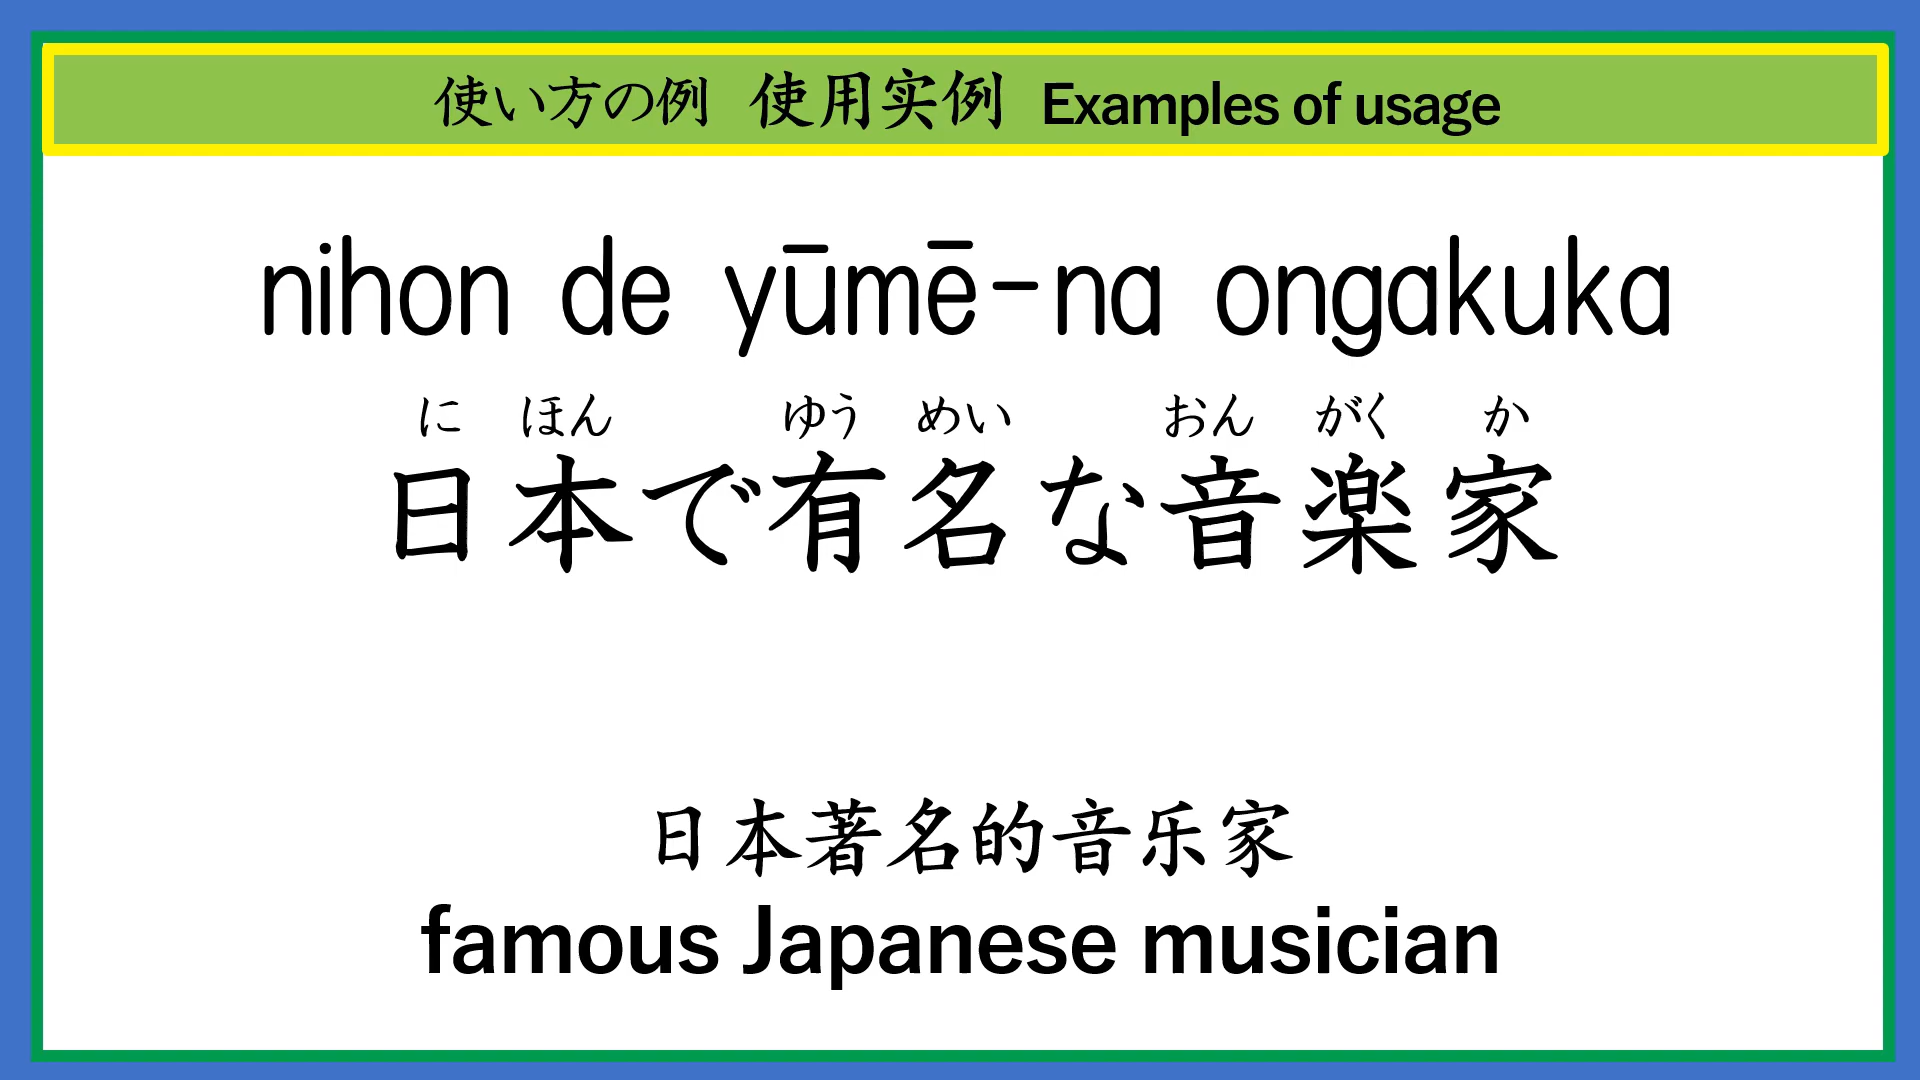 使い方の例 使用实例 Examples of usage
nihon de yūmē-na ongakuka
に ほん ゆう めい おん がく か
日本で有名な音楽家
日本著名的音乐家
famous Japanese musician